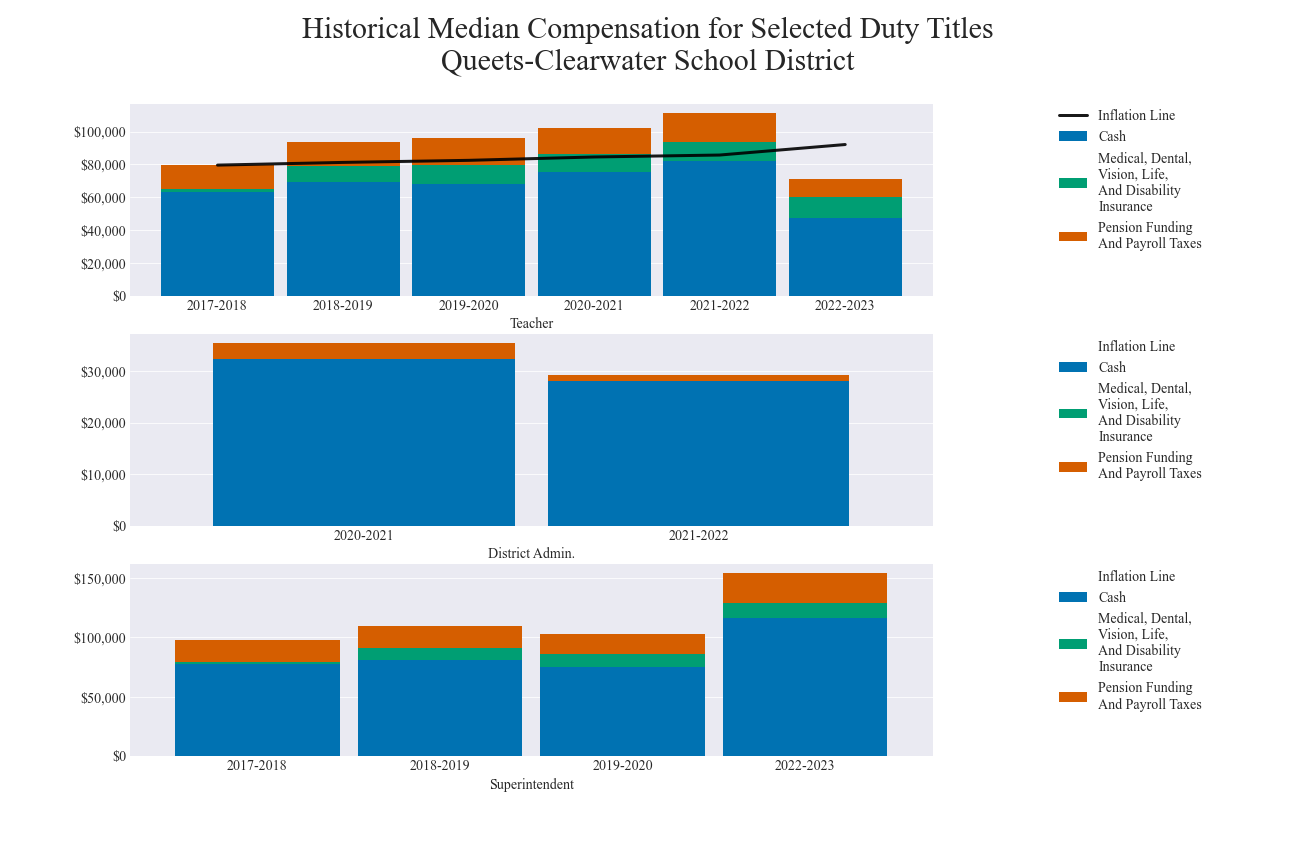 Historical Median Compensation for Selected Duty Titles
Queets-Clearwater School District
$100,000
$80,000
$60,000
$40,000
$20,000
$0
2017-2018 2018-2019 2019-2020 2020-2021 2021-2022 2022-2023
Teacher
Inflation Line
Cash
Medical, Dental,
Vision, Life,
And Disability
Insurance
Pension Funding
And Payroll Taxes
$30,000
$20,000
$10,000
$0
2020-2021 2021-2022
District Admin.
Inflation Line
Cash
Medical, Dental,
Vision, Life,
And Disability
Insurance
Pension Funding
And Payroll Taxes
$150,000
$100,000
$50,000
$0
2017-2018 2018-2019 2019-2020 2022-2023
Superintendent
Inflation Line
Cash
Medical, Dental,
Vision, Life,
And Disability
Insurance
Pension Funding
And Payroll Taxes